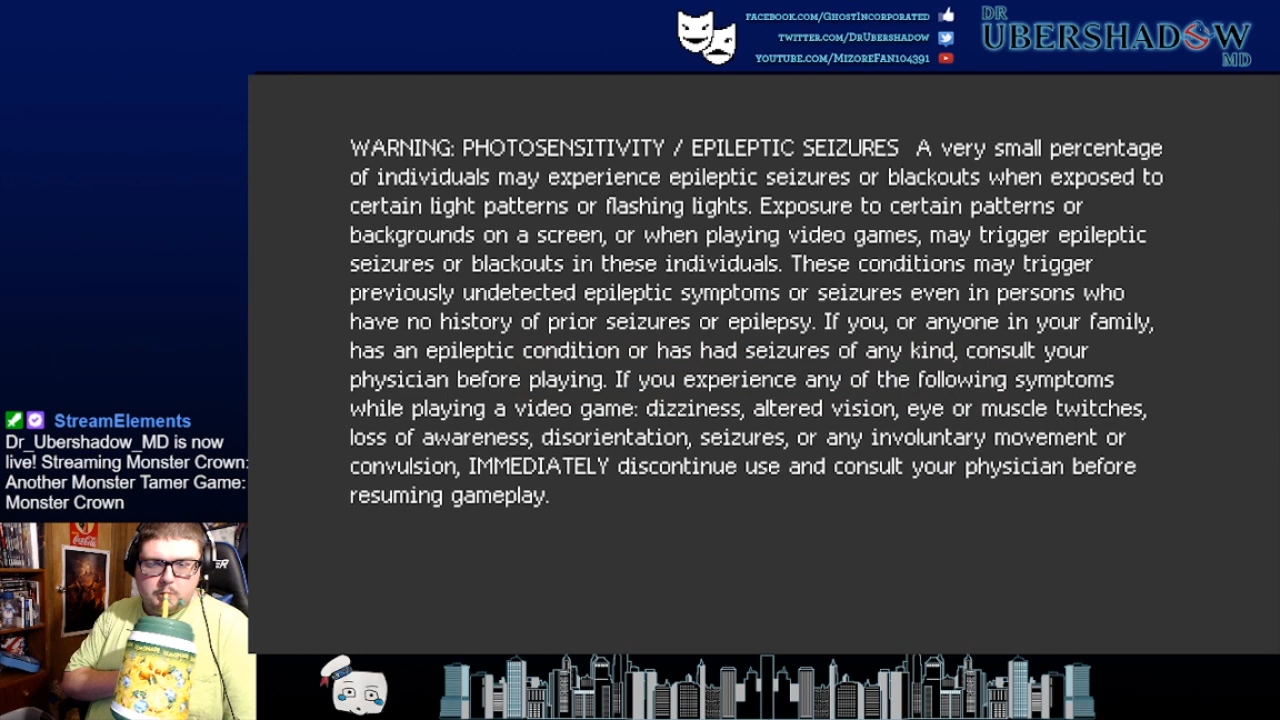 FACEBOOK.COM/GHOSTINCORPORATED
TWITTER.COM/DRUBERSHADOW
YOUTUBE.COM/MIZOREFAN104391
DR
UBERSHADOW
MD
WARNING: PHOTOSENSITIVITY / EPILEPTIC SEIZURES A very small percentage
of individuals may experience epileptic seizures or blackouts when exposed to
certain light patterns or flashing lights. Exposure to certain patterns or
backgrounds on a screen, or when playing video games, may trigger epileptic
seizures or blackouts in these individuals. These conditions may trigger
previously undetected epileptic symptoms or seizures even in persons who
have no history of prior seizures or epilepsy. If you, or anyone in your family,
has an epileptic condition or has had seizures of any kind, consult your
physician before playing. If you experience any of the following symptoms
while playing a video game: dizziness, altered vision, eye or muscle twitches,
loss of awareness, disorientation, seizures, or any involuntary movement or
convulsion, IMMEDIATELY discontinue use and consult your physician before
resuming gameplay.
StreamElements
Dr_Ubershadow_MD is now
live! Streaming Monster Crown:
Another Monster Tamer Game:
Monster Crown
Coca-Cola
LEMONADE